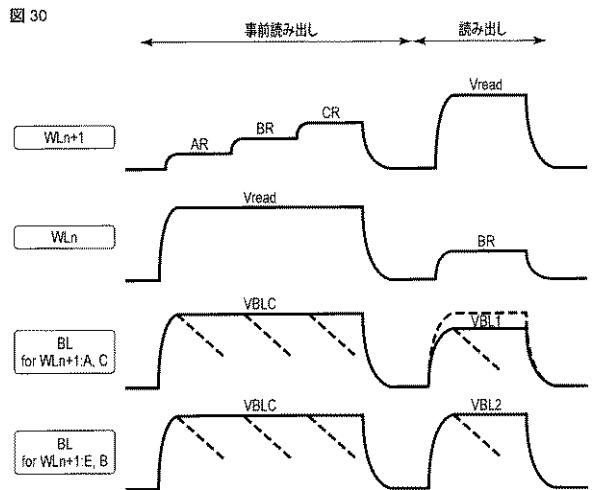 図 30
事前読み出し
読み出し
WLn+1
AR
BR
CR
Vread
WLn
Vread
BR
BL
for WLn+1:A, C
VBLC
VBL1
BL
for WLn+1:E, B
VBLC
VBL2